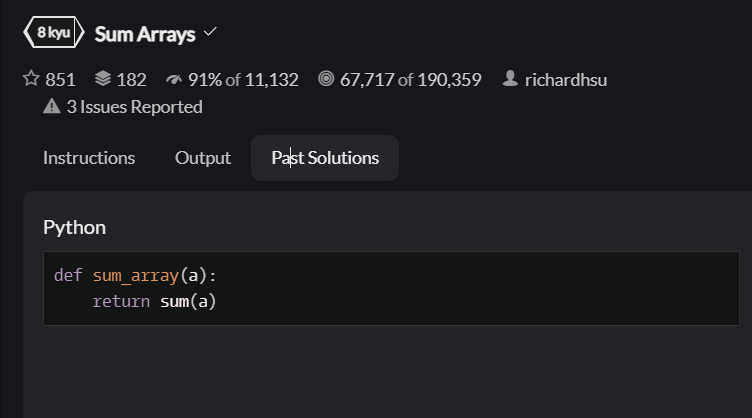 8 kyu Sum Arrays
851 182 91% of 11,132 67,717 of 190,359 richardhsu
3 Issues Reported
Instructions Output Past Solutions
Python
def sum_array(a):
    return sum(a)